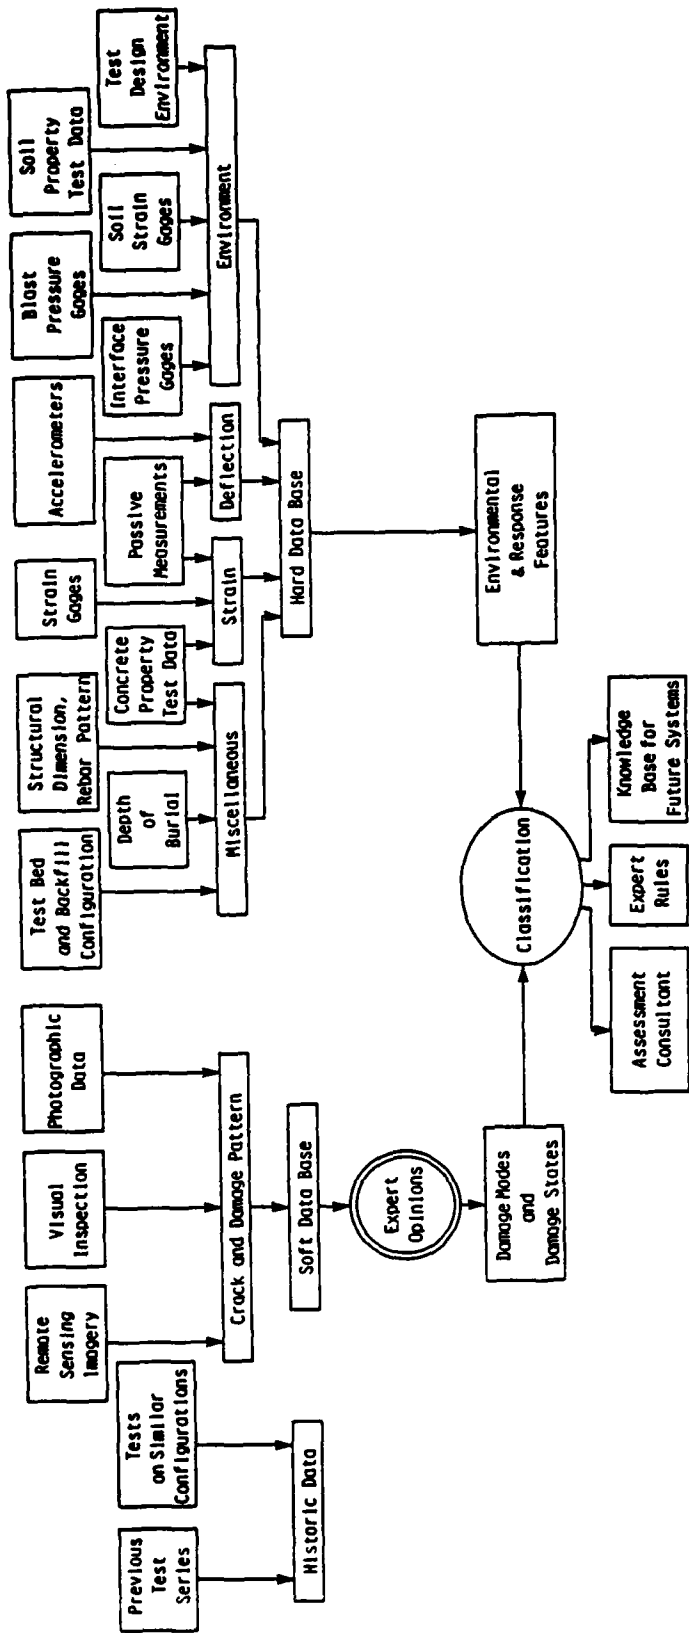 Remote
Sensing
Imagery
Visual
Inspection
Photographic
Data
Test Bed
and Backfill
Configuration
Structural
Dimension,
Rebar Pattern
Strain
Gages
Accelerometers
Blast
Pressure
Gages
Soil
Property
Test Data
Previous
Test
Series
Tests
on Similar
Configurations
Depth
of
Burial
Concrete
Property
Test Data
Passive
Measurements
Interface
Pressure
Gages
Soil
Strain
Gages
Test
Design
Environment
Crack and Damage Pattern
Miscellaneous
Strain
Deflection
Environment
Historic Data
Soft Data Base
Hard Data Base
Expert
Opinions
Damage Modes
and
Damage States
Classification
Environmental
& Response
Features
Assessment
Consultant
Expert
Rules
Knowledge
Base for
Future Systems